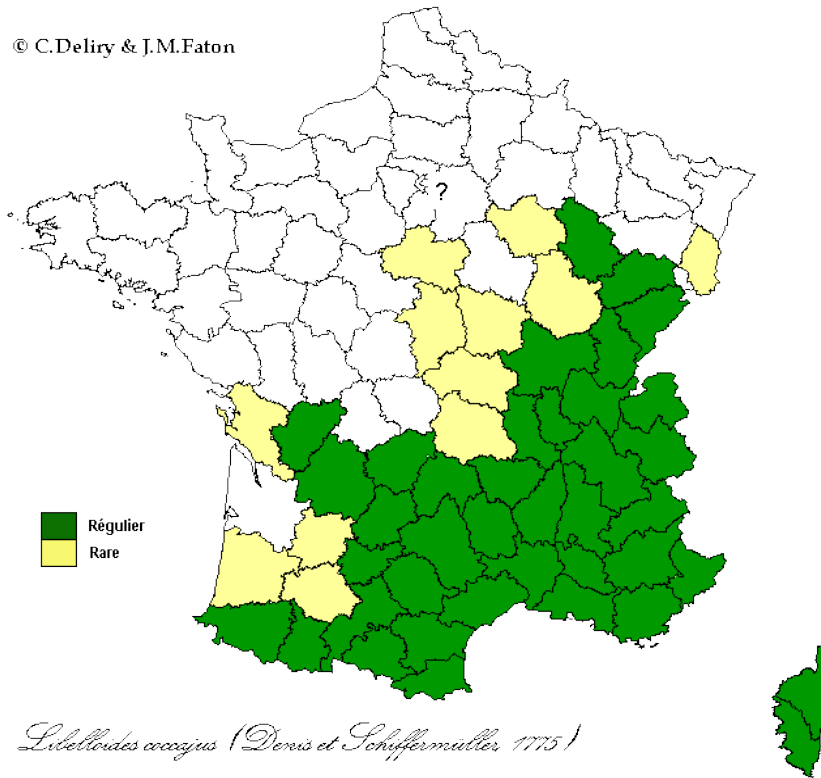 © C.Deliry & J.M.Faton
?
Régulier
Rare
Libelloides coccajus (Denis et Schiffermüller 1775)